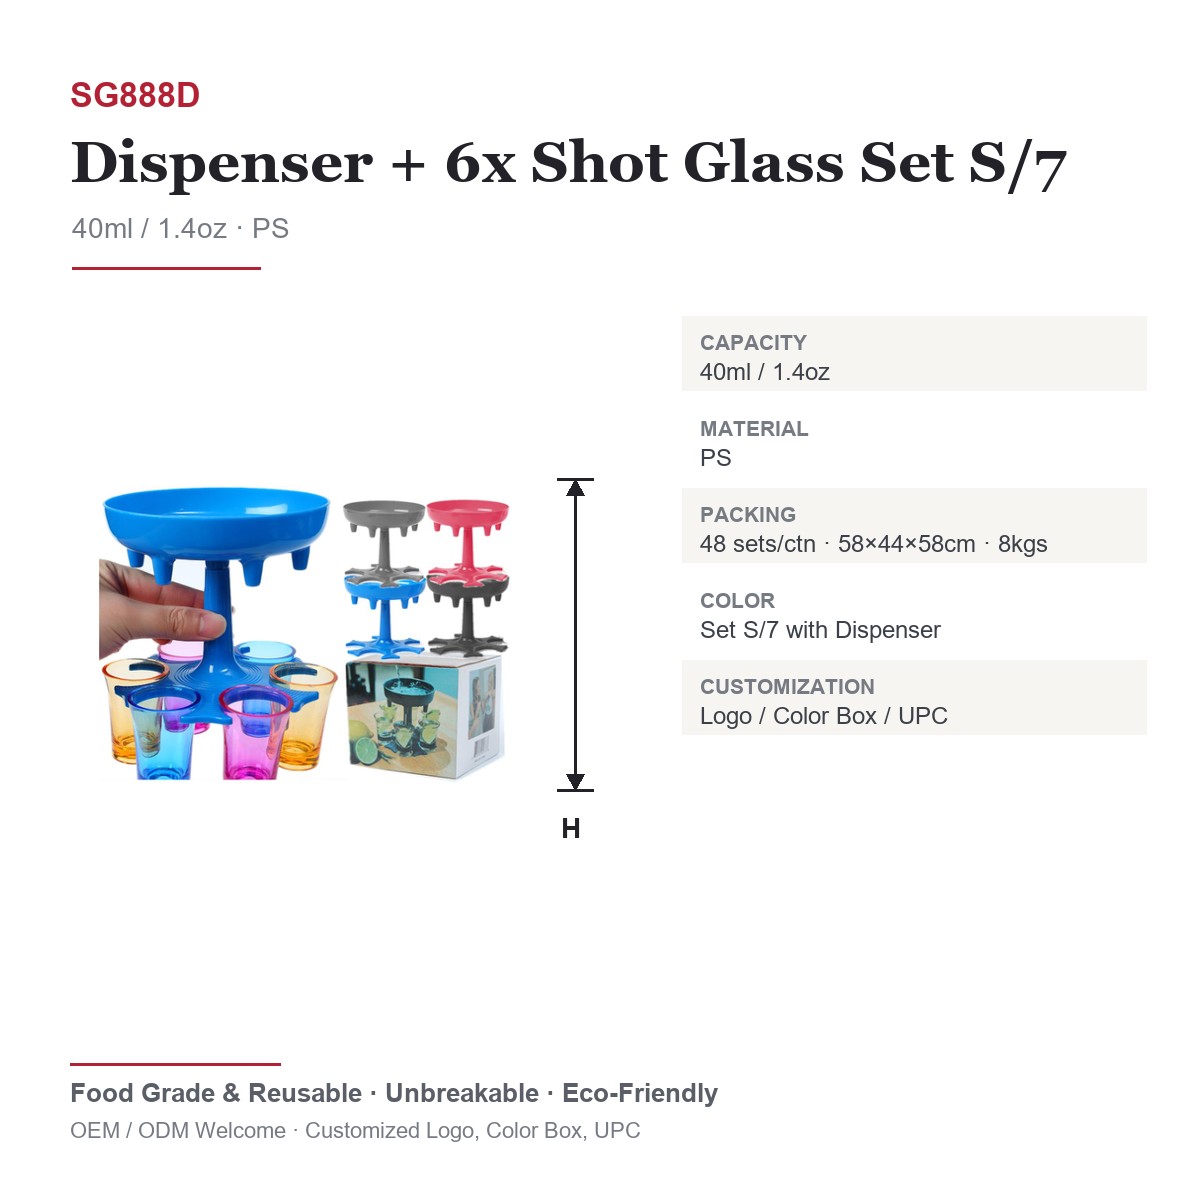 SG888D
Dispenser + 6x Shot Glass Set S/7
40ml / 1.4oz · PS
CAPACITY
40ml / 1.4oz
MATERIAL
PS
PACKING
48 sets/ctn · 58×44×58cm · 8kgs
COLOR
Set S/7 with Dispenser
CUSTOMIZATION
Logo / Color Box / UPC
H
Food Grade & Reusable · Unbreakable · Eco-Friendly
OEM / ODM Welcome · Customized Logo, Color Box, UPC